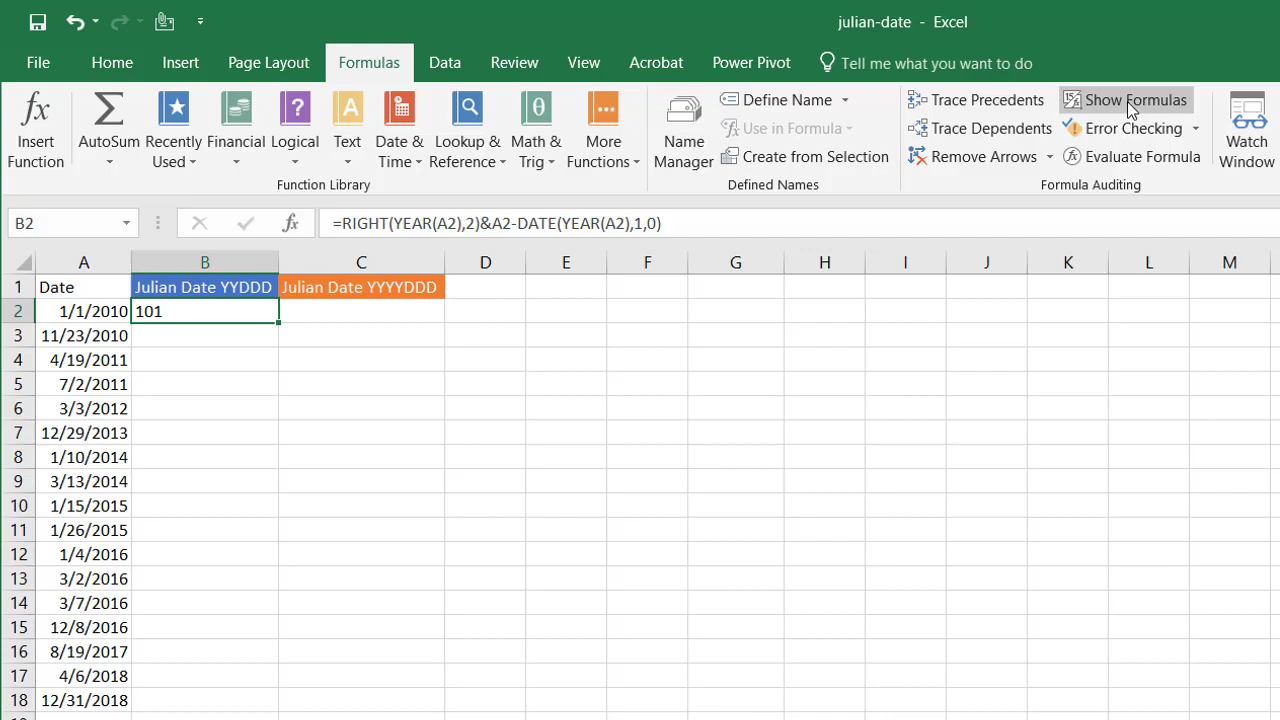 julian-date - Excel
File Home Insert Page Layout Formulas Data Review View Acrobat Power Pivot Tell me what you want to do
fx Insert Function
AutoSum
Recently Used
Financial
Logical
Text
Date & Time
Lookup & Reference
Math & Trig
More Functions
Function Library
Name Manager
Define Name
Use in Formula
Create from Selection
Defined Names
Trace Precedents
Trace Dependents
Remove Arrows
Show Formulas
Error Checking
Evaluate Formula
Formula Auditing
Watch Window
B2 fx =RIGHT(YEAR(A2),2)&A2-DATE(YEAR(A2),1,0)
A B C D E F G H I J K L M
1 Date Julian Date YYDDD Julian Date YYYYDDD
2 1/1/2010 101
3 11/23/2010
4 4/19/2011
5 7/2/2011
6 3/3/2012
7 12/29/2013
8 1/10/2014
9 3/13/2014
10 1/15/2015
11 1/26/2015
12 1/4/2016
13 3/2/2016
14 3/7/2016
15 12/8/2016
16 8/19/2017
17 4/6/2018
18 12/31/2018